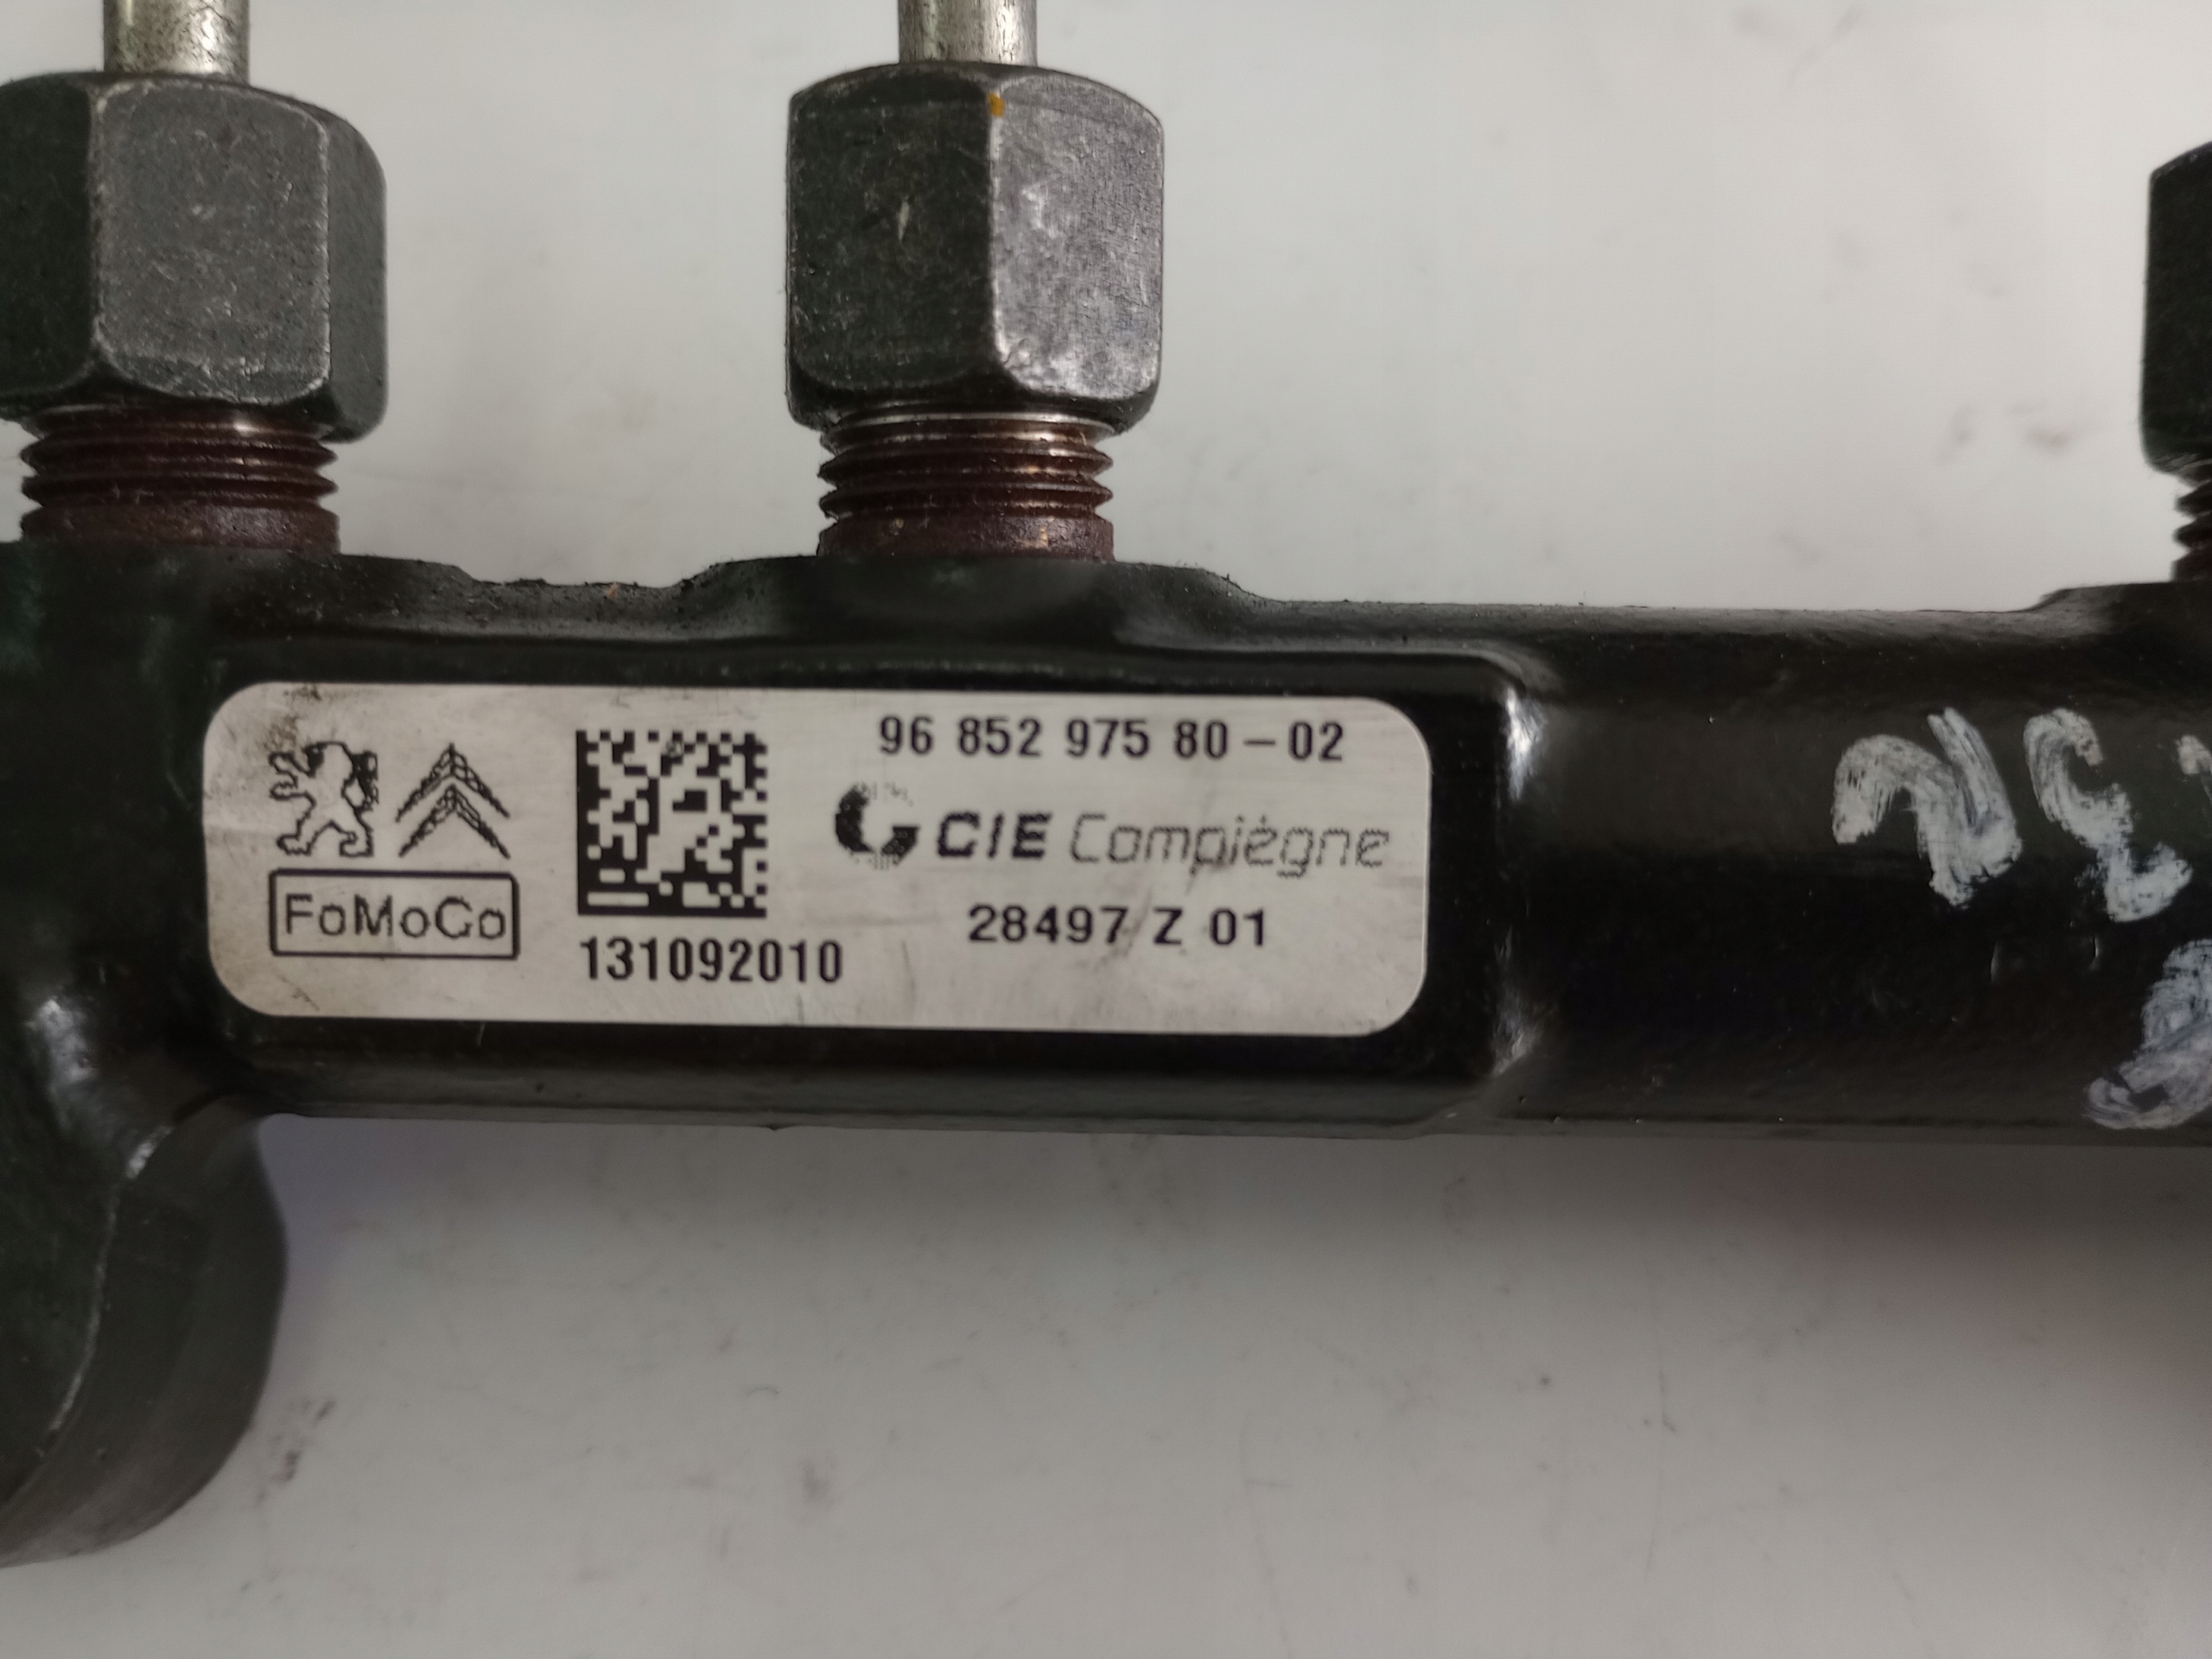 96 852 975 80-02
CIE Compiègne
FoMoCo
28497 Z 01
131092010